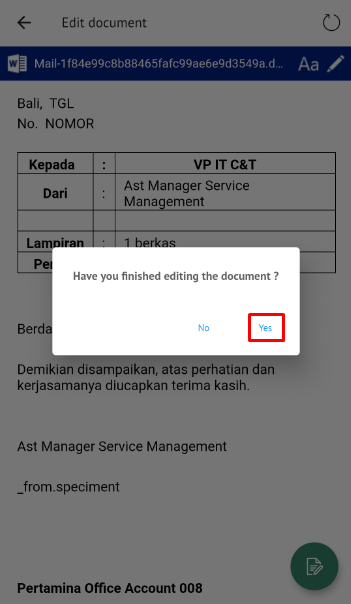 Edit document
Mail-1f84e99c8b88465fafc99ae6e9d3549a.d... Aa
Bali, TGL
No. NOMOR
Kepada : VP IT C&T
Dari : Ast Manager Service
Management
Lampiran : 1 berkas
Per
Have you finished editing the document ?
No Yes
Berda
Demikian disampaikan, atas perhatian dan
kerjasamanya diucapkan terima kasih.
Ast Manager Service Management
_from.speciment
Pertamina Office Account 008